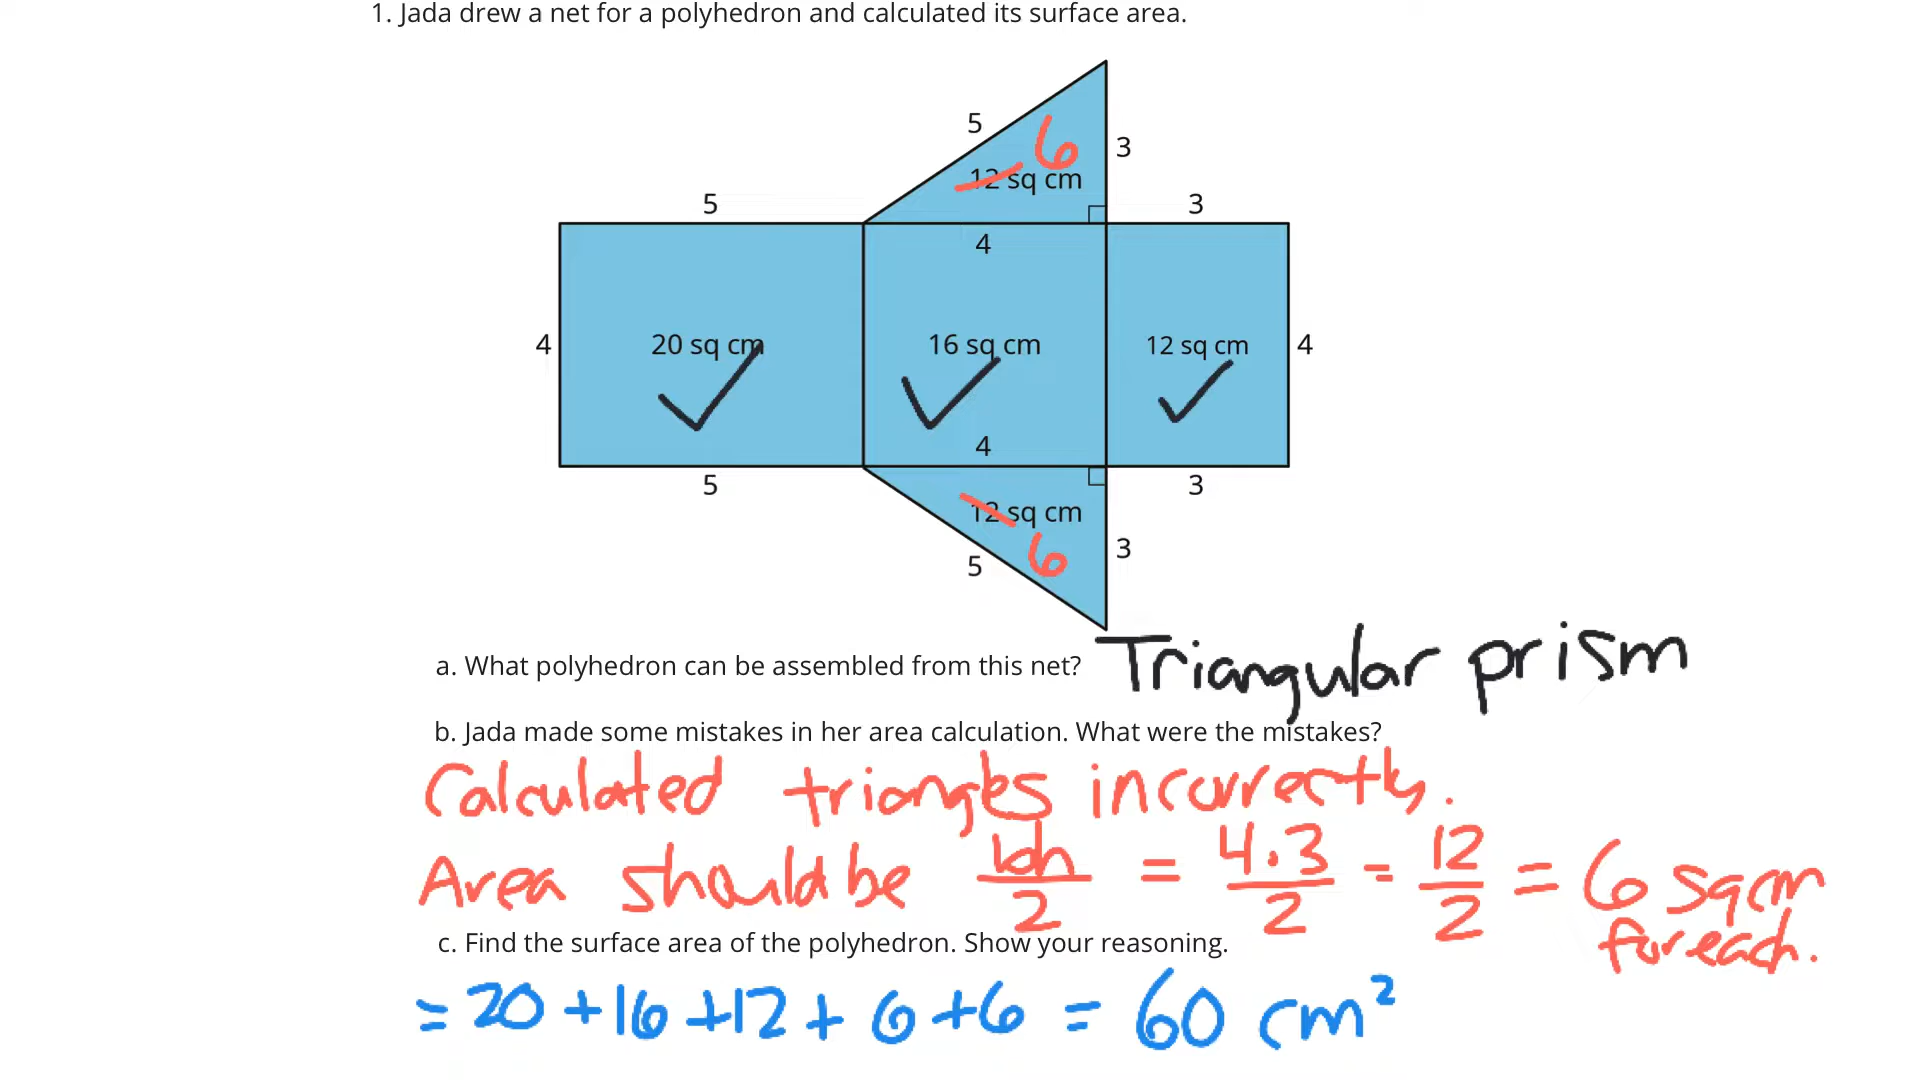 1. Jada drew a net for a polyhedron and calculated its surface area.
5
6
3
12 sq cm
5
3
4
4
20 sq cm
16 sq cm
12 sq cm
4
4
5
3
12 sq cm
6
3
5
a. What polyhedron can be assembled from this net? Triangular prism
b. Jada made some mistakes in her area calculation. What were the mistakes?
Calculated triangles incorrectly.
Area should be bh/2 = 4·3/2 = 12/2 = 6 sq cm
for each.
c. Find the surface area of the polyhedron. Show your reasoning.
= 20 + 16 + 12 + 6 + 6 = 60 cm²